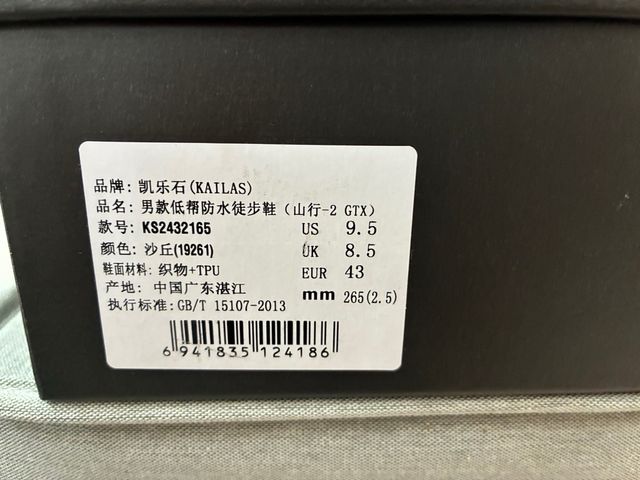 品牌: 凯乐石(KAILAS)
品名: 男款低帮防水徒步鞋（山行-2 GTX）
款号: KS2432165
US 9.5
颜色: 沙丘(19261)
UK 8.5
鞋面材料: 织物+TPU
EUR 43
产地: 中国广东湛江
mm 265(2.5)
执行标准:GB/T 15107-2013
6 941835 124186